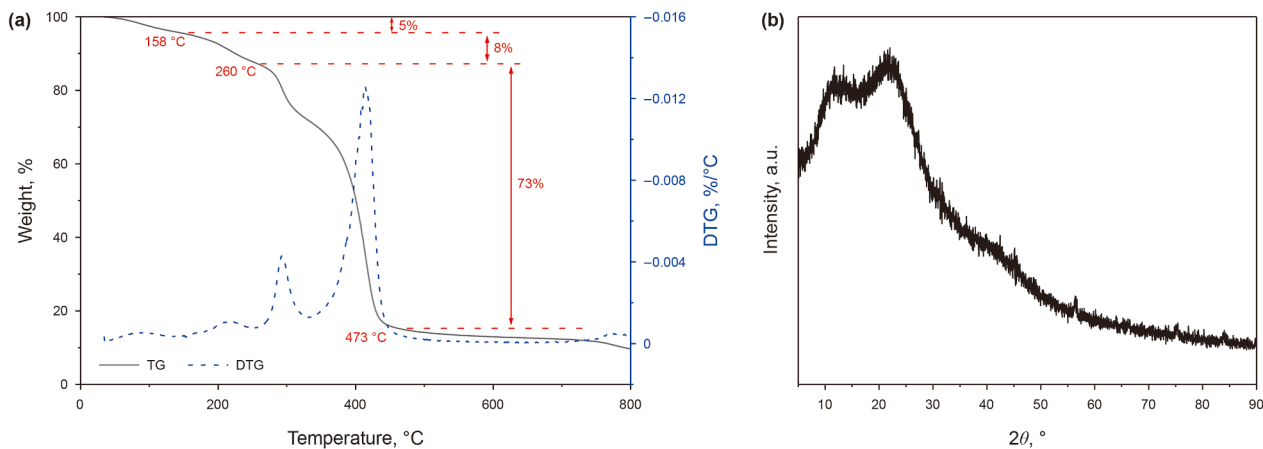 (a)
100
80
60
40
20
0
Weight, %
0
200
400
600
800
Temperature, °C
158 °C
260 °C
473 °C
5%
8%
73%
TG
DTG
–0.016
–0.012
–0.008
–0.004
0
DTG, %/°C
(b)
Intensity, a.u.
10
20
30
40
50
60
70
80
90
2θ, °